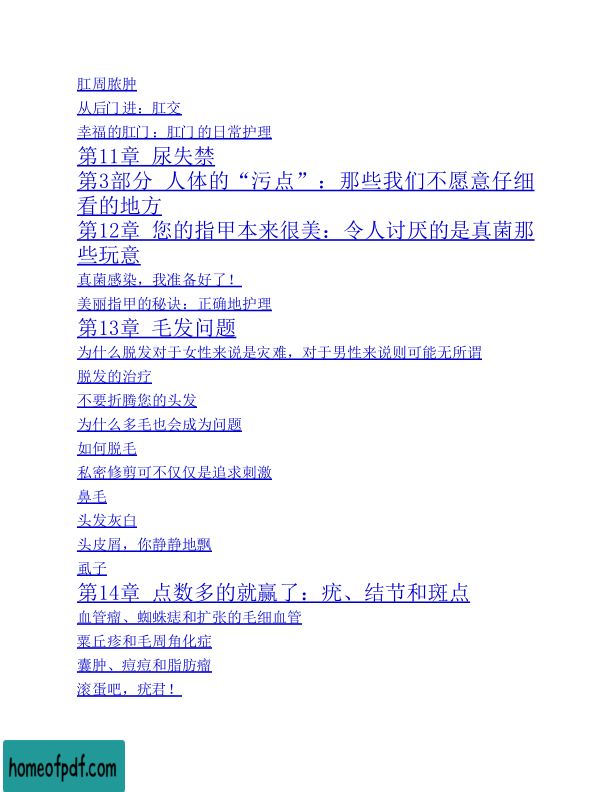 肛周脓肿
从后门进：肛交
幸福的肛门：肛门的日常护理
第11章 尿失禁
第3部分 人体的“污点”：那些我们不愿意仔细
看的地方
第12章 您的指甲本来很美：令人讨厌的是真菌那
些玩意
真菌感染，我准备好了！
美丽指甲的秘诀：正确地护理
第13章 毛发问题
为什么脱发对于女性来说是灾难，对于男性来说则可能无所谓
脱发的治疗
不要折腾您的头发
为什么多毛也会成为问题
如何脱毛
私密修剪可不仅仅是追求刺激
鼻毛
头发灰白
头皮屑，你静静地飘
虱子
第14章 点数多的就赢了：疣、结节和斑点
血管瘤、蜘蛛痣和扩张的毛细血管
粟丘疹和毛周角化症
囊肿、痘痘和脂肪瘤
滚蛋吧，疣君！
homeofpdf.com